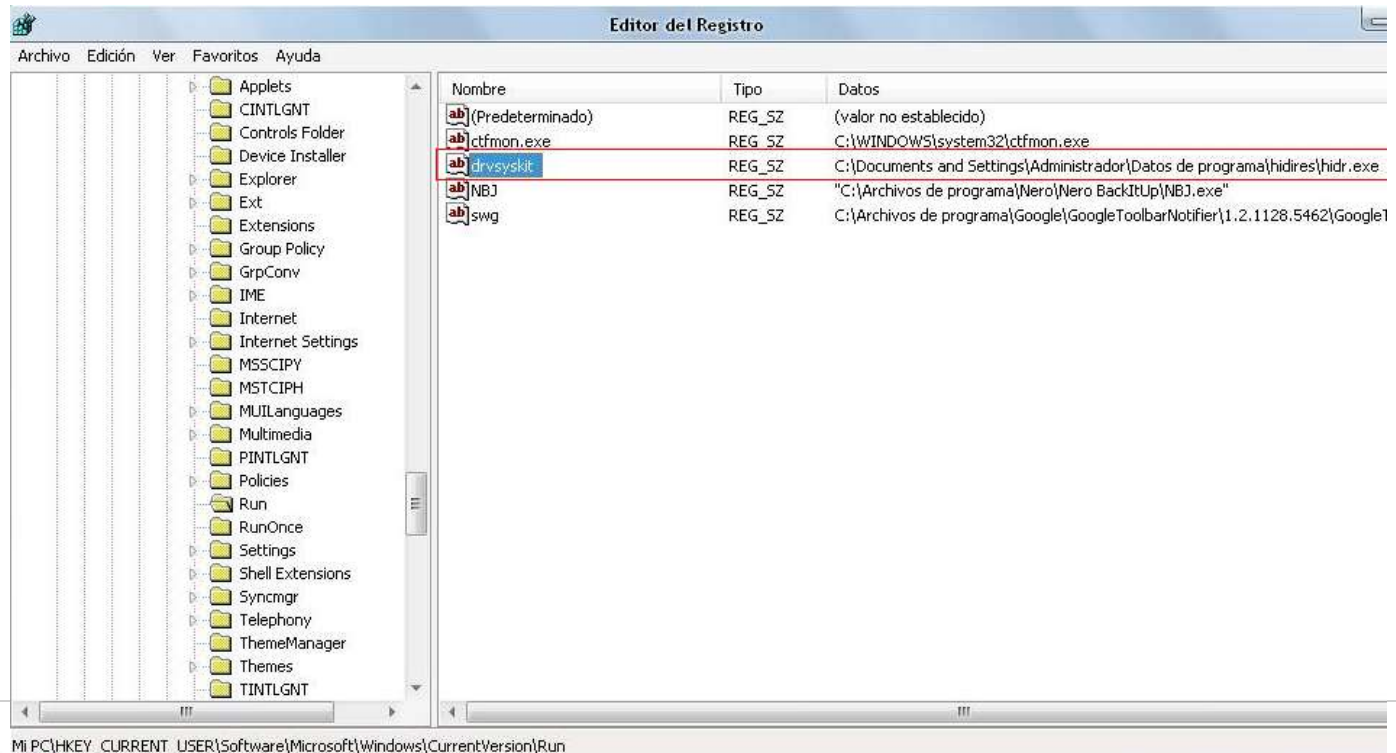 Editor del Registro
Archivo Edición Ver Favoritos Ayuda
Applets
CINTLGNT
Controls Folder
Device Installer
Explorer
Ext
Extensions
Group Policy
GrpConv
IME
Internet
Internet Settings
MSSCIPY
MSTCIPH
MUILanguages
Multimedia
PINTLGNT
Policies
Run
RunOnce
Settings
Shell Extensions
Syncmgr
Telephony
ThemeManager
Themes
TINTLGNT
Nombre Tipo Datos
(Predeterminado) REG_SZ (valor no establecido)
ctfmon.exe REG_SZ C:\WINDOWS\system32\ctfmon.exe
drvsyskit REG_SZ C:\Documents and Settings\Administrador\Datos de programa\hidires\hidr.exe
NBJ REG_SZ "C:\Archivos de programa\Nero\Nero BackItUp\NBJ.exe"
swg REG_SZ C:\Archivos de programa\Google\GoogleToolbarNotifier\1.2.1128.5462\GoogleT
Mi PC\HKEY_CURRENT_USER\Software\Microsoft\Windows\CurrentVersion\Run